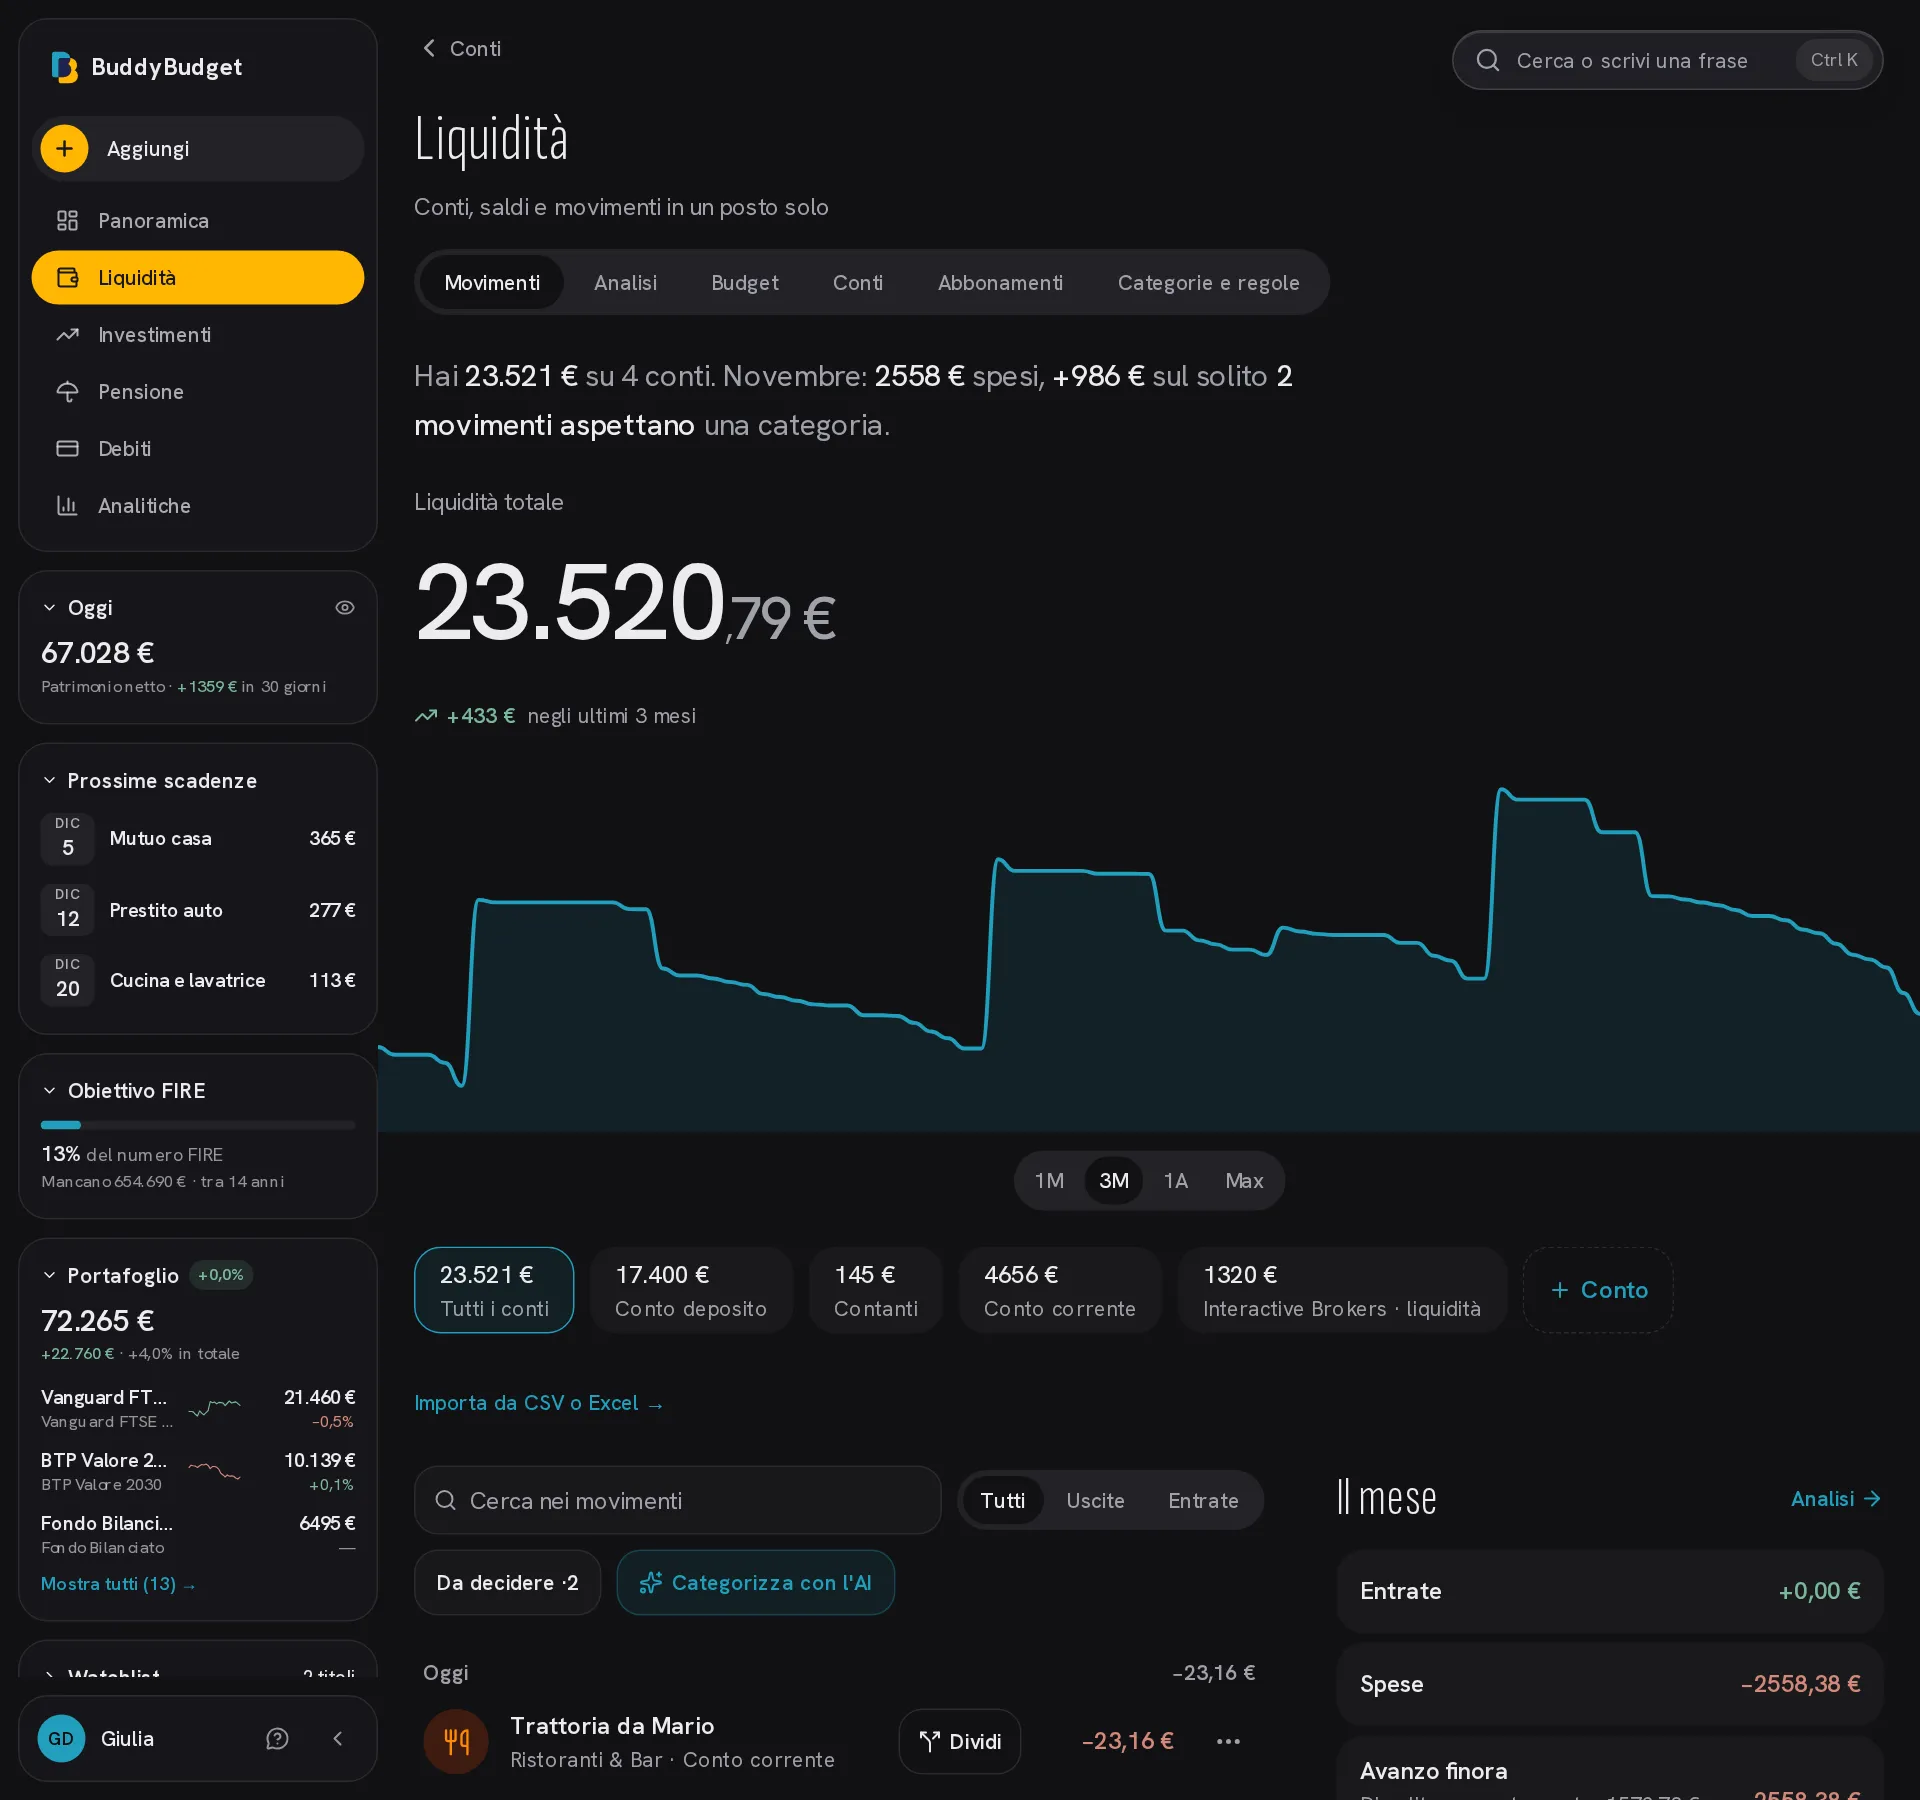 BuddyBudget
Aggiungi
Panoramica
Liquidità
Investimenti
Pensione
Debiti
Analitiche
Oggi
67.028 €
Patrimonio netto · +1359 € in 30 giorni
Prossime scadenze
DIC
5
Mutuo casa
365 €
DIC
12
Prestito auto
277 €
DIC
20
Cucina e lavatrice
113 €
Obiettivo FIRE
13% del numero FIRE
Mancano 654.690 € · tra 14 anni
Portafoglio
+0,0%
72.265 €
+22.760 € · +4,0% in totale
Vanguard FT...
21.460 €
Vanguard FTSE ...
−0,5%
BTP Valore 2...
10.139 €
BTP Valore 2030
+0,1%
Fondo Bilanci...
6495 €
Fondo Bilanciato
—
Mostra tutti (13) →
Watchlist
2 titoli
GD
Giulia
Conti
Cerca o scrivi una frase
Ctrl K
Liquidità
Conti, saldi e movimenti in un posto solo
Movimenti
Analisi
Budget
Conti
Abbonamenti
Categorie e regole
Hai 23.521 € su 4 conti. Novembre: 2558 € spesi, +986 € sul solito 2
movimenti aspettano una categoria.
Liquidità totale
23.520,79 €
+433 € negli ultimi 3 mesi
1M
3M
1A
Max
23.521 €
Tutti i conti
17.400 €
Conto deposito
145 €
Contanti
4656 €
Conto corrente
1320 €
Interactive Brokers · liquidità
+ Conto
Importa da CSV o Excel →
Cerca nei movimenti
Tutti
Uscite
Entrate
Da decidere ·2
Categorizza con l'AI
Oggi
−23,16 €
Trattoria da Mario
Ristoranti & Bar · Conto corrente
Dividi
−23,16 €
Il mese
Analisi →
Entrate
+0,00 €
Spese
−2558,38 €
Avanzo finora
−2558,38 €